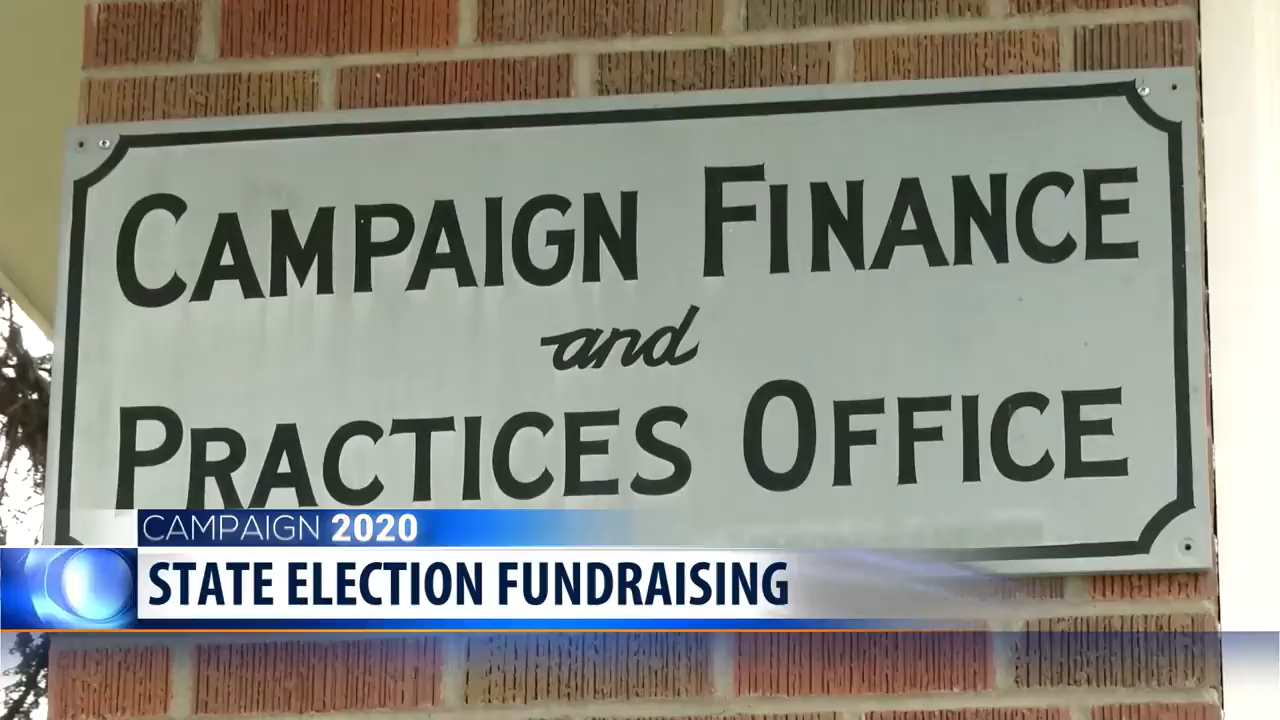 CAMPAIGN FINANCE
and
PRACTICES OFFICE
CAMPAIGN 2020
STATE ELECTION FUNDRAISING